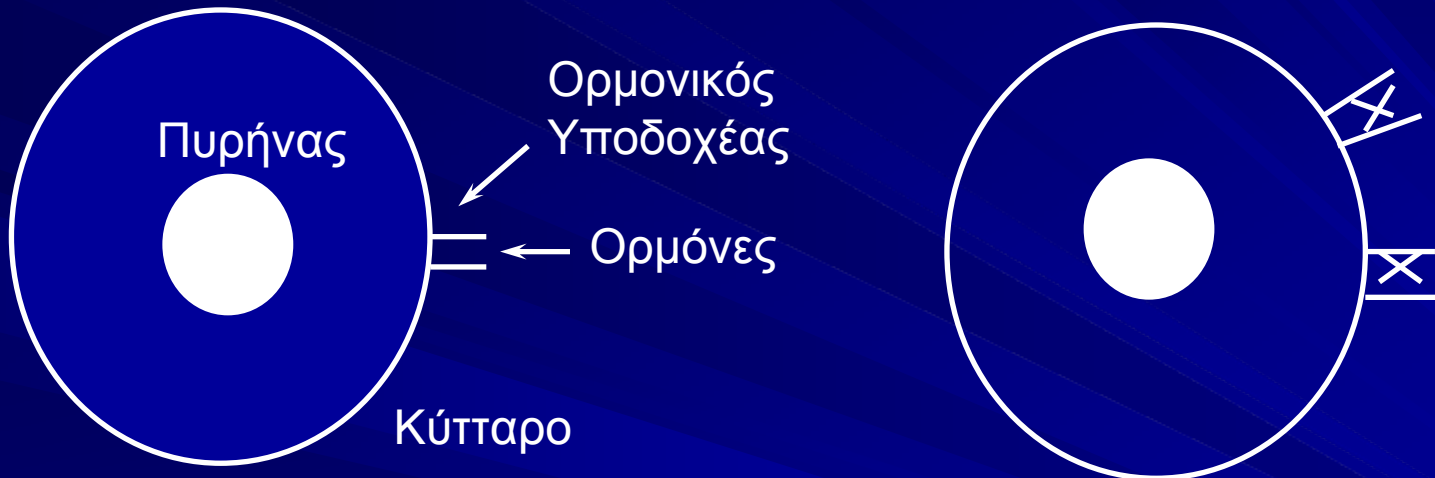 Ορμονικός
Υποδοχέας
Πυρήνας
Ορμόνες
Κύτταρο